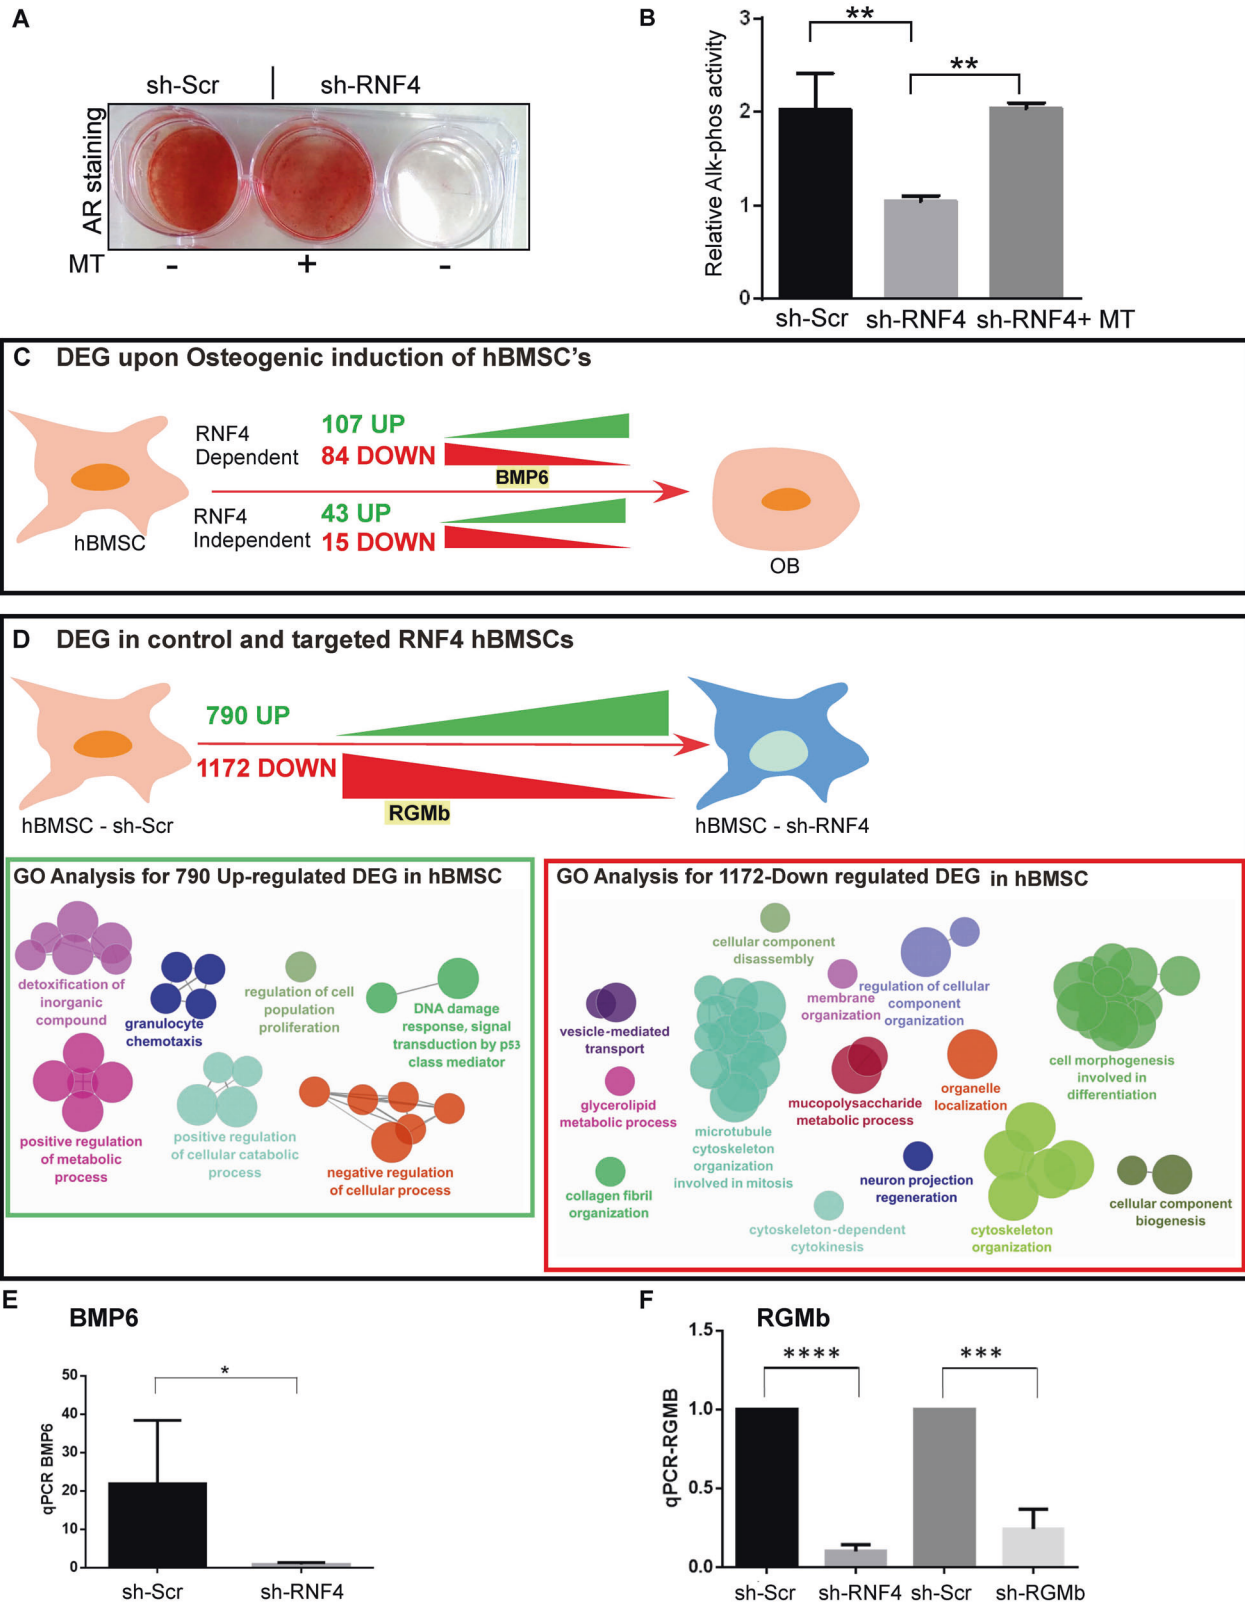 A
sh-Scr | sh-RNF4
AR staining
MT - + -
B
**
**
Relative Alk-phos activity
3
2
1
0
sh-Scr sh-RNF4 sh-RNF4+ MT
C DEG upon Osteogenic induction of hBMSC's
RNF4
Dependent
107 UP
84 DOWN
BMP6
RNF4
Independent
43 UP
15 DOWN
hBMSC
OB
D DEG in control and targeted RNF4 hBMSCs
790 UP
1172 DOWN
RGMb
hBMSC - sh-Scr
hBMSC - sh-RNF4
GO Analysis for 790 Up-regulated DEG in hBMSC
detoxification of
inorganic
compound
granulocyte
chemotaxis
regulation of cell
population
proliferation
DNA damage
response, signal
transduction by p53
class mediator
positive regulation
of metabolic
process
positive regulation
of cellular catabolic
process
negative regulation
of cellular process
GO Analysis for 1172-Down regulated DEG in hBMSC
cellular component
disassembly
vesicle-mediated
transport
membrane
organization
regulation of cellular
component
organization
cell morphogenesis
involved in
differentiation
glycerolipid
metabolic process
mucopolysaccharide
metabolic process
organelle
localization
microtubule
cytoskeleton
organization
involved in mitosis
collagen fibril
organization
neuron projection
regeneration
cytoskeleton-dependent
cytokinesis
cytoskeleton
organization
cellular component
biogenesis
E
BMP6
qPCR BMP6
50
40
30
20
10
0
*
sh-Scr sh-RNF4
F
RGMb
qPCR-RGMB
1.5
1.0
0.5
0.0
**** ***
sh-Scr sh-RNF4 sh-Scr sh-RGMb